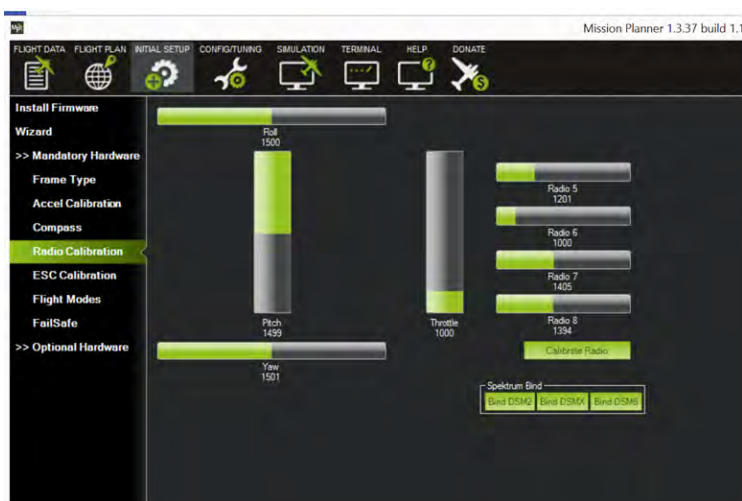 Mission Planner 1.3.37 build 1.1
FLIGHT DATA FLIGHT PLAN INITIAL SETUP CONFIG/TUNING SIMULATION TERMINAL HELP DONATE
Install Firmware
Wizard
>> Mandatory Hardware
Frame Type
Accel Calibration
Compass
Radio Calibration
ESC Calibration
Flight Modes
FailSafe
>> Optional Hardware
Roll
1500
Pitch
1499
Throttle
1000
Yaw
1501
Radio 5
1201
Radio 6
1000
Radio 7
1405
Radio 8
1394
Calibrate Radio
Spektrum Bind
Bind DSM2 Bind DSMX Bind DSM8